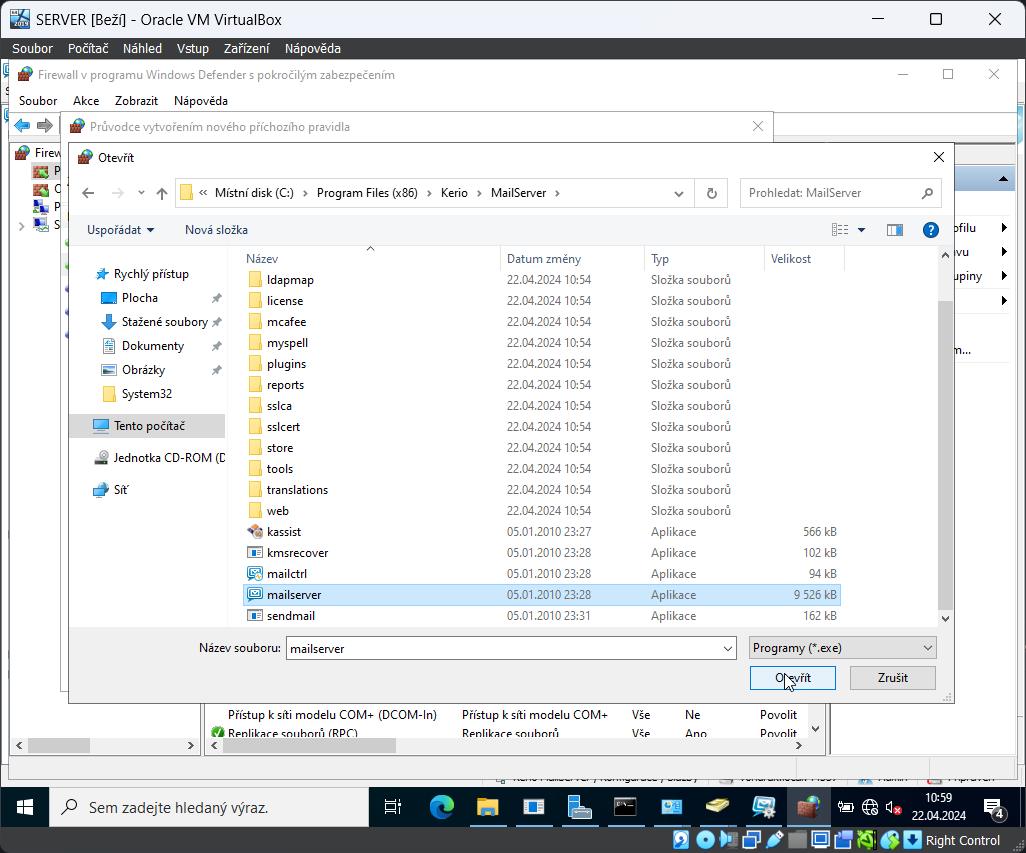 SERVER [Beží] - Oracle VM VirtualBox
Soubor Počítač Náhled Vstup Zařízení Nápověda
Firewall v programu Windows Defender s pokročilým zabezpečením
Soubor Akce Zobrazit Nápověda
Průvodce vytvořením nového příchozího pravidla
Firew
Otevřít
« Místní disk (C:) > Program Files (x86) > Kerio > MailServer >
Prohledat: MailServer
Uspořádat Nová složka
Název Datum změny Typ Velikost
Rychlý přístup
Plocha
Stažené soubory
Dokumenty
Obrázky
System32
Tento počítač
Jednotka CD-ROM (D
Síť
ldapmap 22.04.2024 10:54 Složka souborů
license 22.04.2024 10:54 Složka souborů
mcafee 22.04.2024 10:54 Složka souborů
myspell 22.04.2024 10:54 Složka souborů
plugins 22.04.2024 10:54 Složka souborů
reports 22.04.2024 10:54 Složka souborů
sslca 22.04.2024 10:54 Složka souborů
sslcert 22.04.2024 10:54 Složka souborů
store 22.04.2024 10:54 Složka souborů
tools 22.04.2024 10:54 Složka souborů
translations 22.04.2024 10:54 Složka souborů
web 22.04.2024 10:54 Složka souborů
kassist 05.01.2010 23:27 Aplikace 566 kB
kmsrecover 05.01.2010 23:28 Aplikace 102 kB
mailctrl 05.01.2010 23:28 Aplikace 94 kB
mailserver 05.01.2010 23:28 Aplikace 9 526 kB
sendmail 05.01.2010 23:31 Aplikace 162 kB
ofilu
vu
upiny
m...
Název souboru: mailserver Programy (*.exe)
Otevřít Zrušit
Přístup k síti modelu COM+ (DCOM-In) Přístup k síti modelu COM+ Vše Ne Povolit
Replikace souborů (RPC) Replikace souborů Vše Ano Povolit
Sem zadejte hledaný výraz.
10:59
22.04.2024
4
Right Control